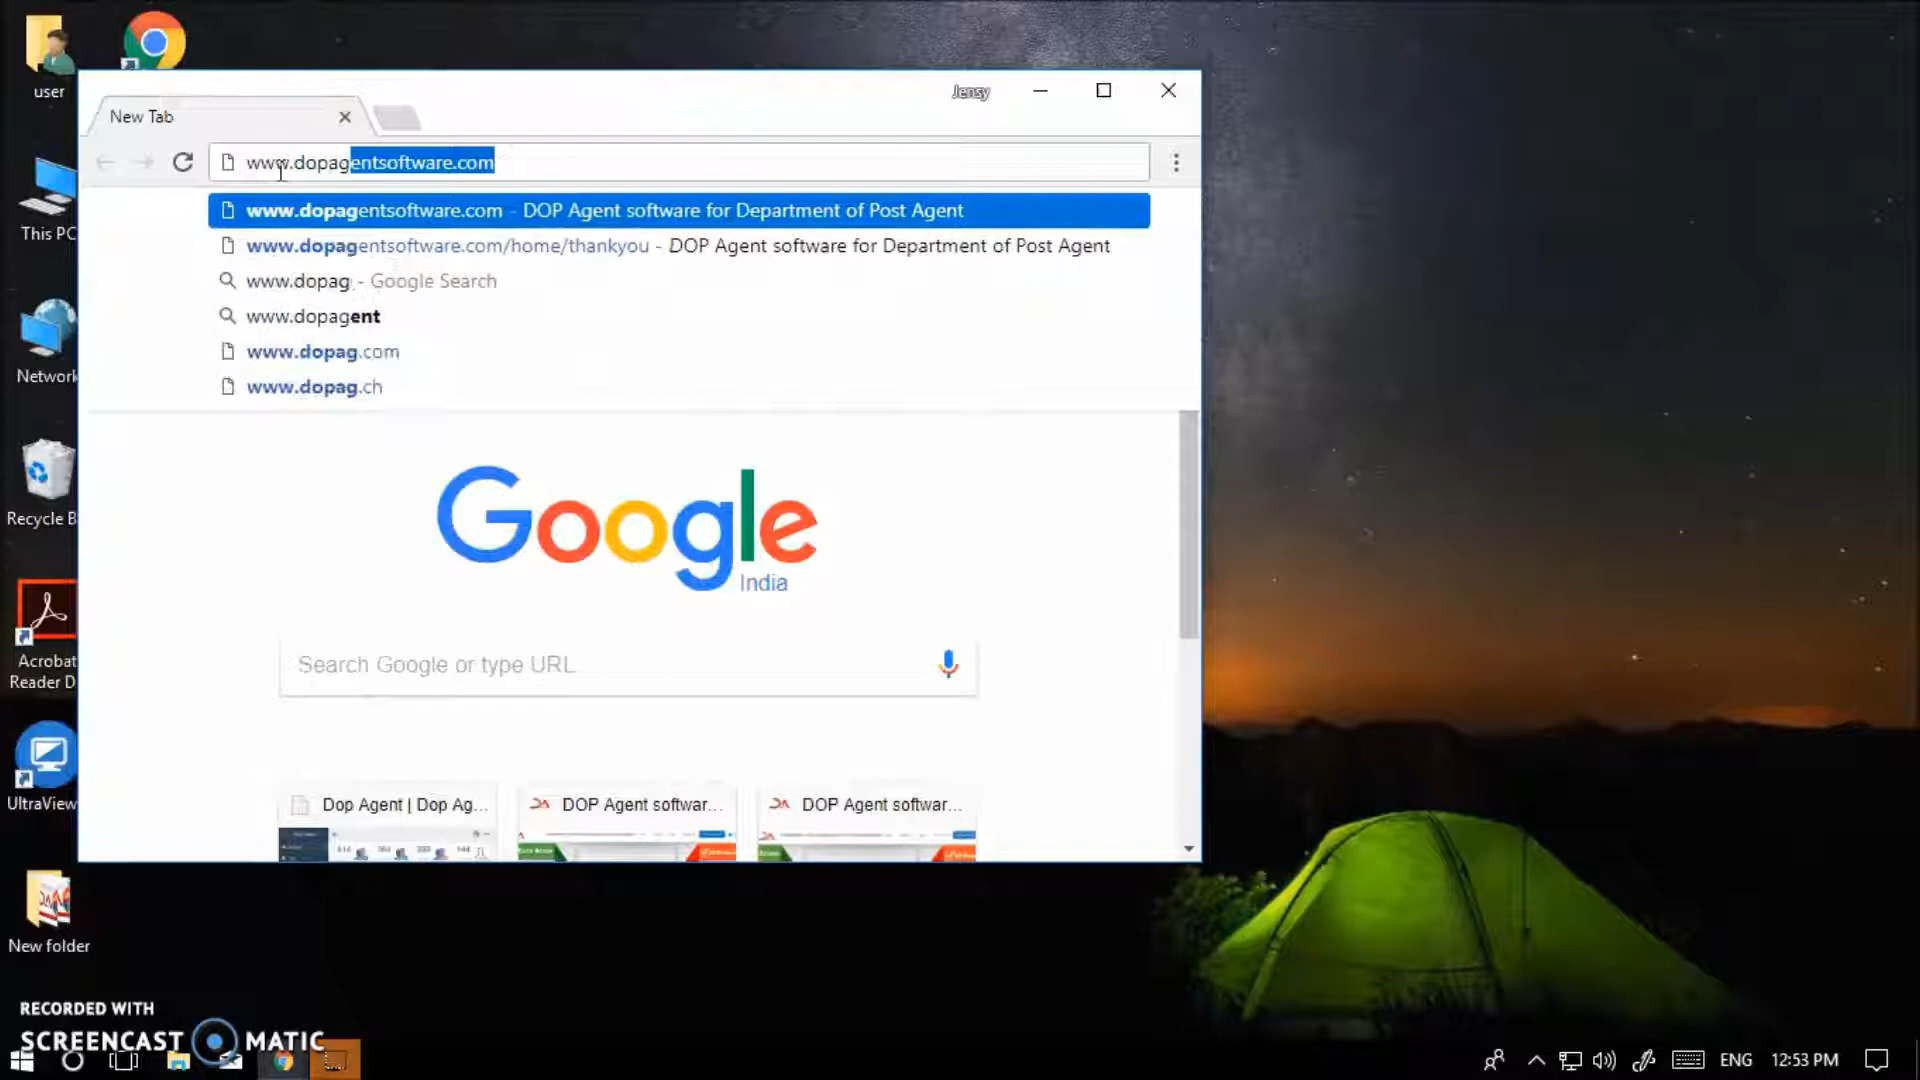 user
Jensy
New Tab
www.dopagentsoftware.com
www.dopagentsoftware.com - DOP Agent software for Department of Post Agent
www.dopagentsoftware.com/home/thankyou - DOP Agent software for Department of Post Agent
www.dopag - Google Search
www.dopagent
www.dopag.com
www.dopag.ch
This PC
Network
Recycle B
Acrobat
Reader D
UltraView
New folder
Google
India
Search Google or type URL
Dop Agent | Dop Ag...
DOP Agent softwar...
DOP Agent softwar...
RECORDED WITH
SCREENCAST MATIC
ENG
12:53 PM